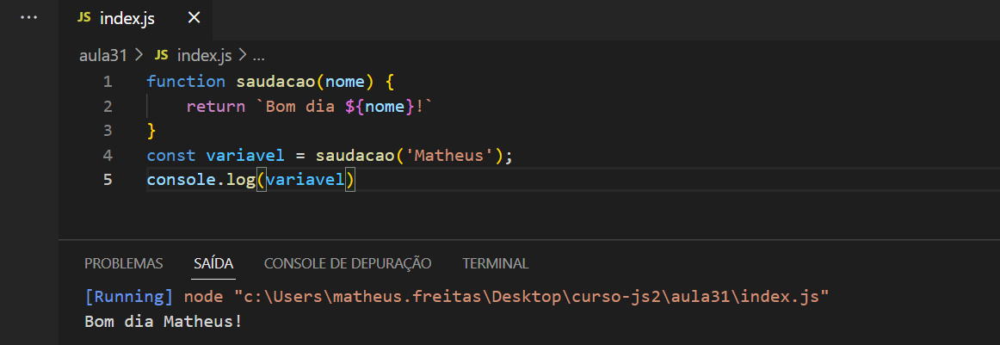 ··· JS index.js ×
aula31 > JS index.js > ...
1 function saudacao(nome) {
2     return `Bom dia ${nome}!`
3 }
4 const variavel = saudacao('Matheus');
5 console.log(variavel)
PROBLEMAS SAÍDA CONSOLE DE DEPURAÇÃO TERMINAL
[Running] node "c:\Users\matheus.freitas\Desktop\curso-js2\aula31\index.js"
Bom dia Matheus!